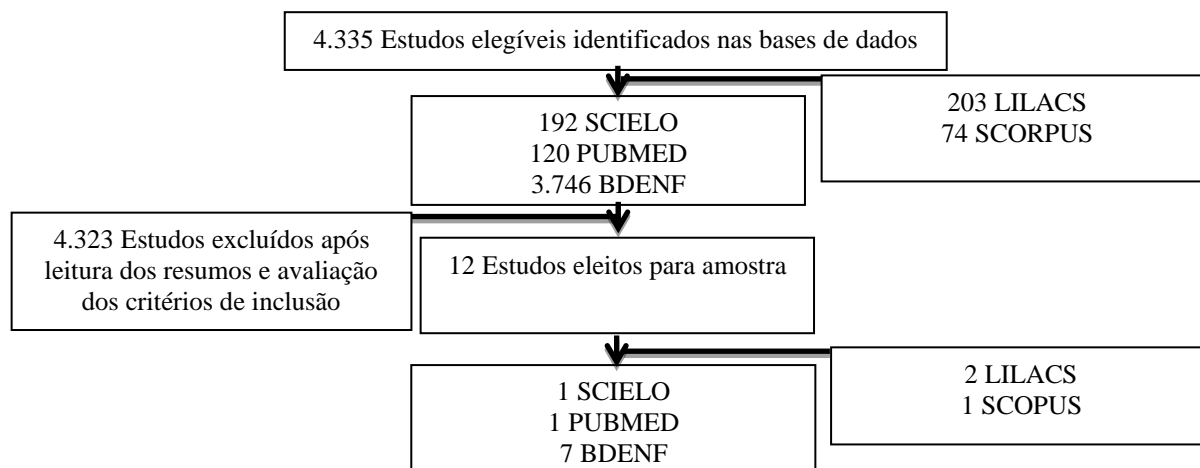 4.335 Estudos elegíveis identificados nas bases de dados
203 LILACS
74 SCORPUS
192 SCIELO
120 PUBMED
3.746 BDENF
4.323 Estudos excluídos após
leitura dos resumos e avaliação
dos critérios de inclusão
12 Estudos eleitos para amostra
1 SCIELO
1 PUBMED
7 BDENF
2 LILACS
1 SCOPUS